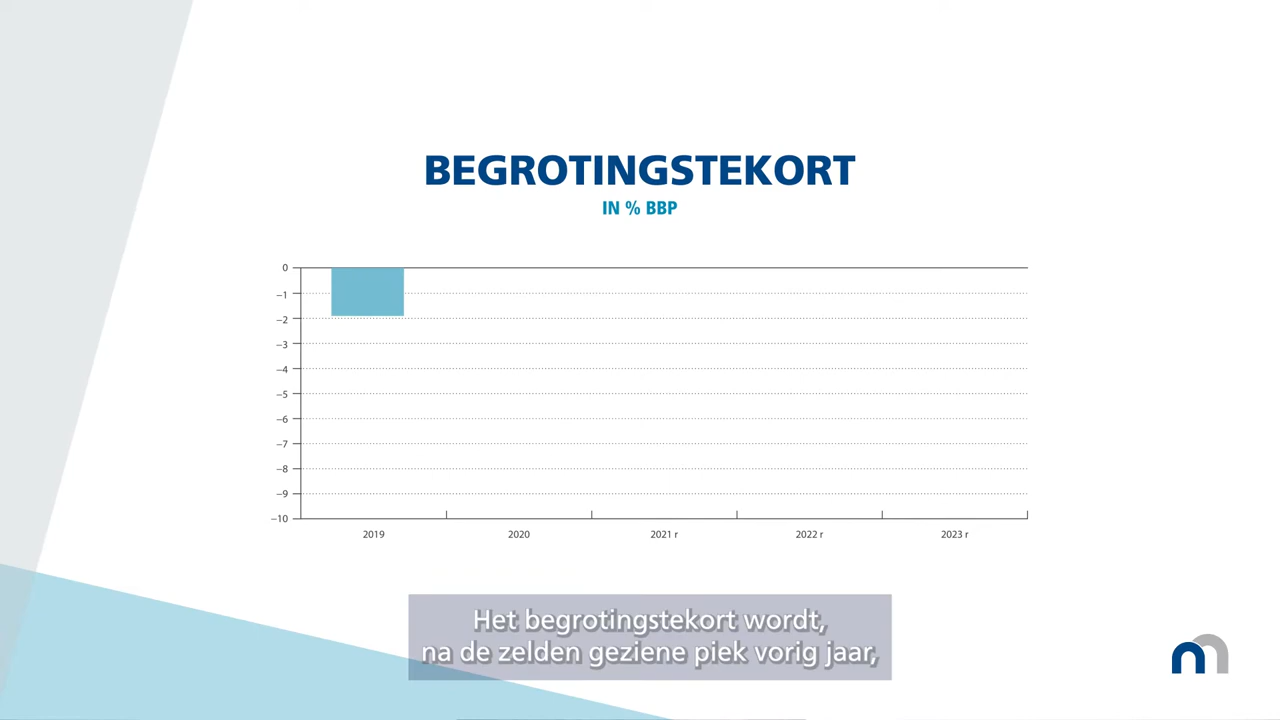 BEGROTINGSTEKORT
IN % BBP
0
−1
−2
−3
−4
−5
−6
−7
−8
−9
−10
2019 2020 2021 r 2022 r 2023 r
Het begrotingstekort wordt,
na de zelden geziene piek vorig jaar,